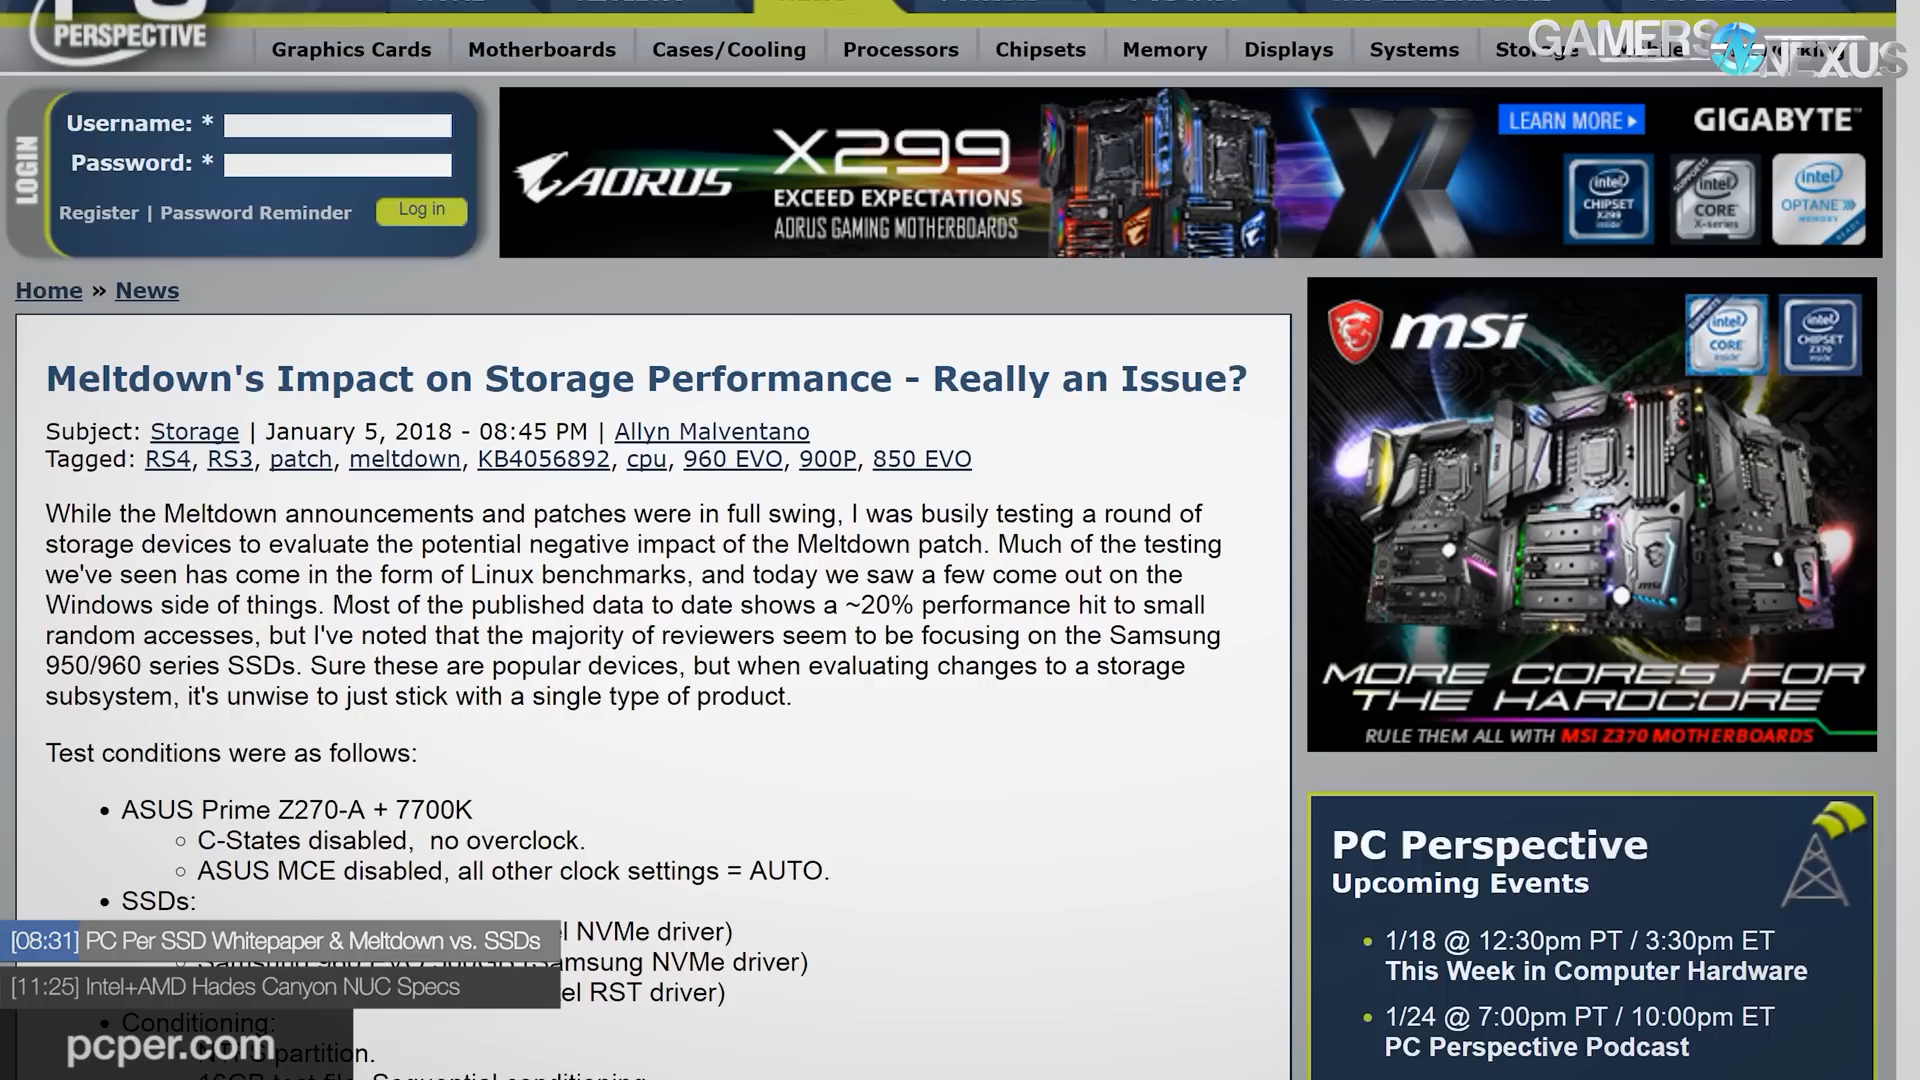 PERSPECTIVE
Graphics Cards
Motherboards
Cases/Cooling
Processors
Chipsets
Memory
Displays
Systems
GAMERS
NEXUS
LOGIN
Username: *
Password: *
Register | Password Reminder
Log in
AORUS
X299
EXCEED EXPECTATIONS
AORUS GAMING MOTHERBOARDS
X
LEARN MORE
GIGABYTE™
intel
CHIPSET
X299
inside
SUPPORTS
intel
CORE
X-series
intel
OPTANE
MEMORY
READY
Home » News
Meltdown's Impact on Storage Performance - Really an Issue?
Subject: Storage | January 5, 2018 - 08:45 PM | Allyn Malventano
Tagged: RS4, RS3, patch, meltdown, KB4056892, cpu, 960 EVO, 900P, 850 EVO
While the Meltdown announcements and patches were in full swing, I was busily testing a round of
storage devices to evaluate the potential negative impact of the Meltdown patch. Much of the testing
we've seen has come in the form of Linux benchmarks, and today we saw a few come out on the
Windows side of things. Most of the published data to date shows a ~20% performance hit to small
random accesses, but I've noted that the majority of reviewers seem to be focusing on the Samsung
950/960 series SSDs. Sure these are popular devices, but when evaluating changes to a storage
subsystem, it's unwise to just stick with a single type of product.
Test conditions were as follows:
• ASUS Prime Z270-A + 7700K
○ C-States disabled, no overclock.
○ ASUS MCE disabled, all other clock settings = AUTO.
• SSDs:
NVMe driver)
Samsung NVMe driver)
RST driver)
• Conditioning:
partition.
[08:31] PC Per SSD Whitepaper & Meltdown vs. SSDs
[11:25] Intel+AMD Hades Canyon NUC Specs
pcper.com
msi
SUPPORTS
intel
CORE
inside
intel
CHIPSET
Z370
inside
MORE CORES FOR
THE HARDCORE
RULE THEM ALL WITH MSI Z370 MOTHERBOARDS
PC Perspective
Upcoming Events
• 1/18 @ 12:30pm PT / 3:30pm ET
This Week in Computer Hardware
• 1/24 @ 7:00pm PT / 10:00pm ET
PC Perspective Podcast